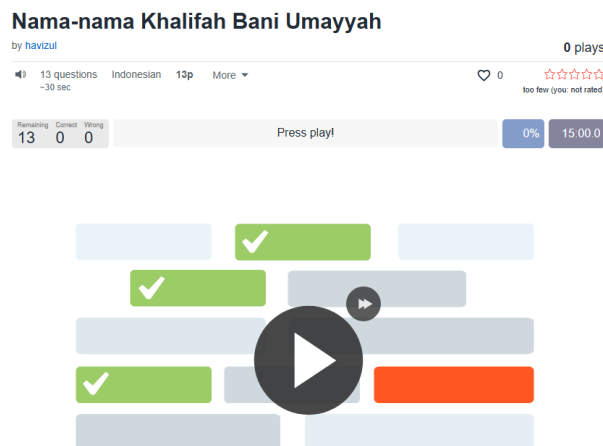 Nama-nama Khalifah Bani Umayyah
by havizul
0 plays
13 questions Indonesian 13p More
~30 sec
0
too few (you: not rated)
Remaining Correct Wrong
13 0 0
Press play!
0%
15:00.0